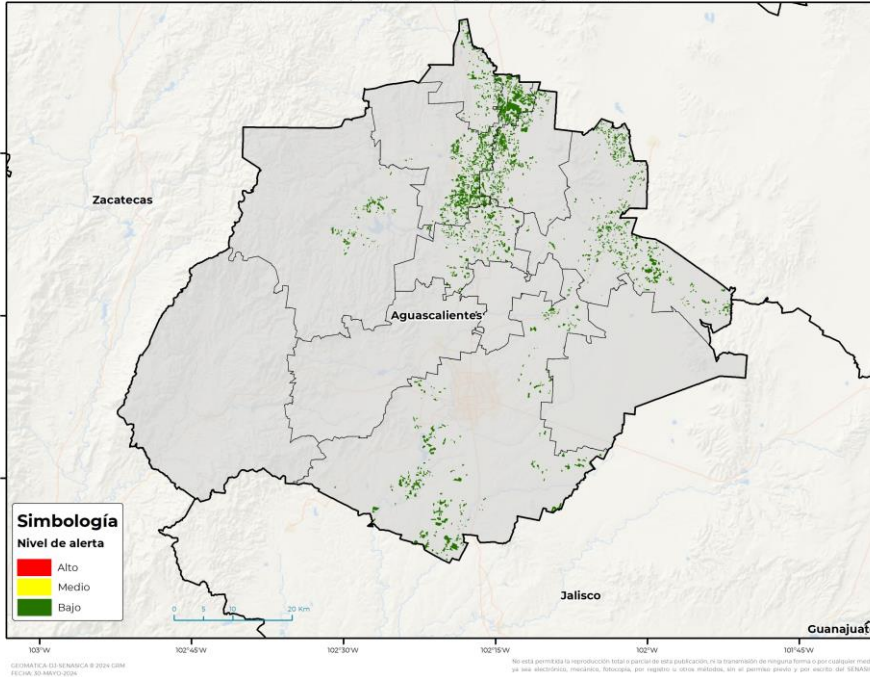 Zacatecas
Aguascalientes
Simbología
Nivel de alerta
Alto
Medio
Bajo
0 5 10 20 Km
Jalisco
Guanajuat
103°W 102°45'W 102°30'W 102°15'W 102°W 101°45'W
GEOMÁTICA-DJ-SENASICA © 2024 GRM
FECHA: 30-MAYO-2024
No está permitida la reproducción total o parcial de esta publicación, ni la transmisión de ninguna forma o por cualquier med
ya sea electrónico, mecánico, fotocopia, por registro u otros métodos, sin el permiso previo y por escrito del SENAS